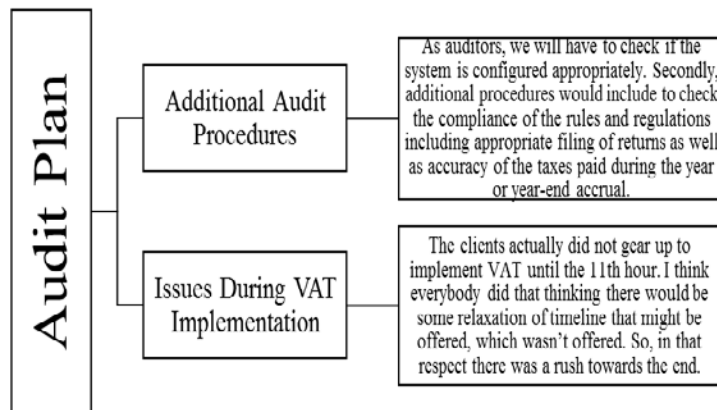 Audit Plan
Additional Audit
Procedures
As auditors, we will have to check if the
system is configured appropriately. Secondly,
additional procedures would include to check
the compliance of the rules and regulations
including appropriate filing of returns as well
as accuracy of the taxes paid during the year
or year-end accrual.
Issues During VAT
Implementation
The clients actually did not gear up to
implement VAT until the 11th hour. I think
everybody did that thinking there would be
some relaxation of timeline that might be
offered, which wasn’t offered. So, in that
respect there was a rush towards the end.